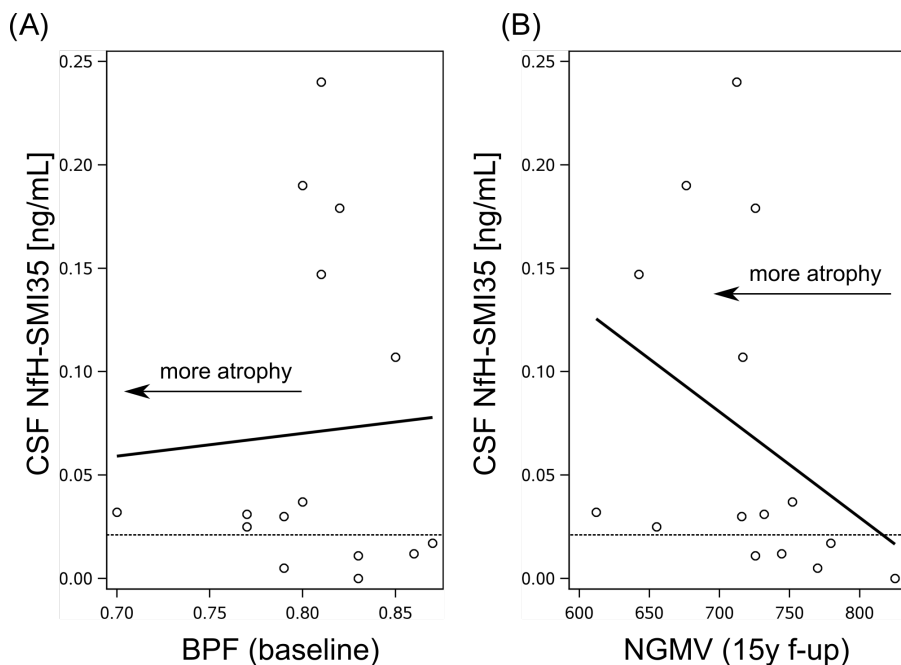 (A)
CSF NfH-SMI35 [ng/mL]
0.25
0.20
0.15
0.10
0.05
0.00
more atrophy
0.70
0.75
0.80
0.85
BPF (baseline)
(B)
CSF NfH-SMI35 [ng/mL]
0.25
0.20
0.15
0.10
0.05
0.00
more atrophy
600
650
700
750
800
NGMV (15y f-up)